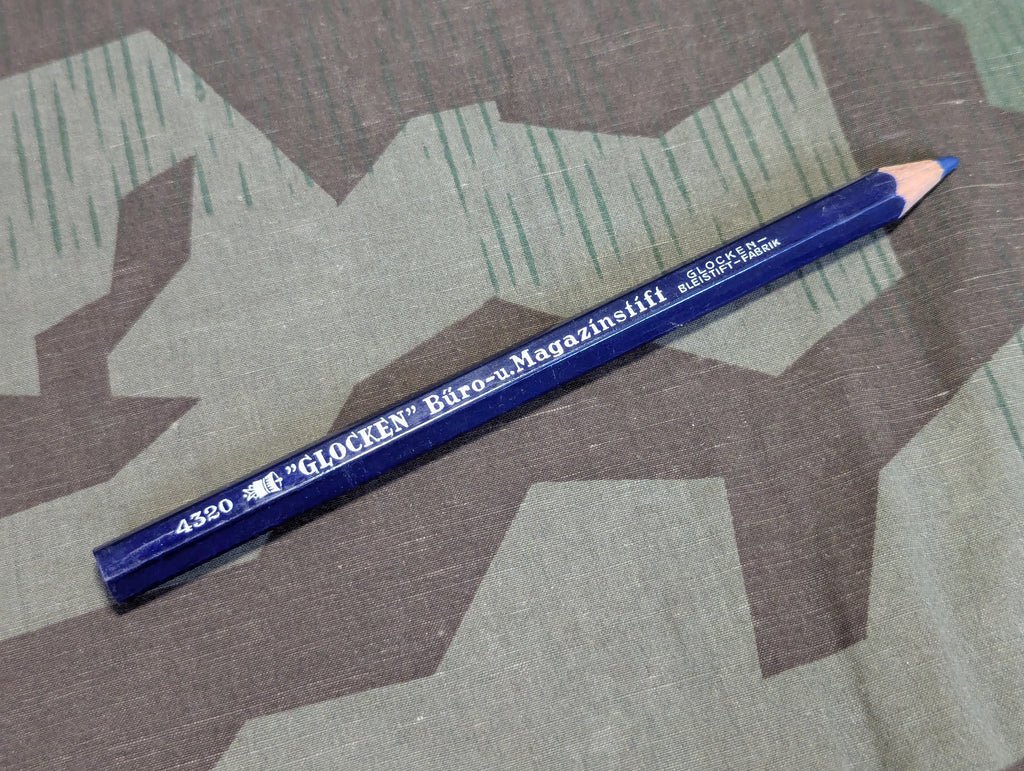 4320 "GLOCKEN" Büro-u.Magazinstift
GLOCKEN-
BLEISTIFT-FABRIK